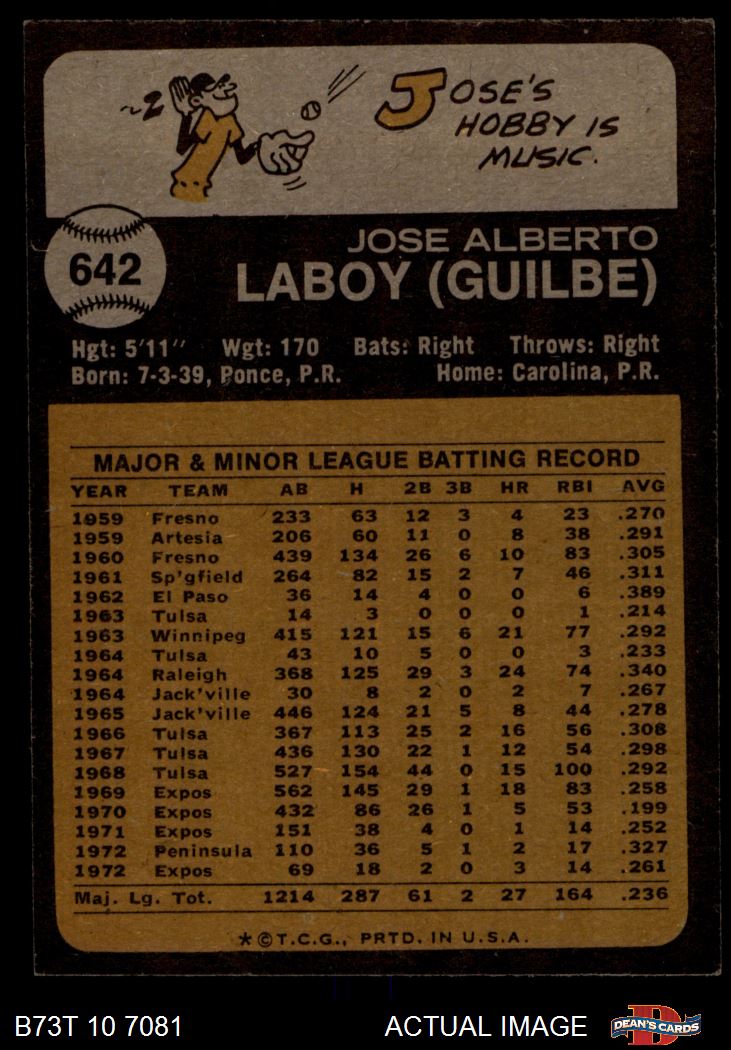 ~2
JOSE'S
HOBBY IS
MUSIC.
642
JOSE ALBERTO
LABOY (GUILBE)
Hgt: 5'11" Wgt: 170 Bats: Right Throws: Right
Born: 7-3-39, Ponce, P.R. Home: Carolina, P.R.
MAJOR & MINOR LEAGUE BATTING RECORD
YEAR TEAM AB H 2B 3B HR RBI AVG
1959 Fresno 233 63 12 3 4 23 .270
1959 Artesia 206 60 11 0 8 38 .291
1960 Fresno 439 134 26 6 10 83 .305
1961 Sp'gfield 264 82 15 2 7 46 .311
1962 El Paso 36 14 4 0 0 6 .389
1963 Tulsa 14 3 0 0 0 1 .214
1963 Winnipeg 415 121 15 6 21 77 .292
1964 Tulsa 43 10 5 0 0 3 .233
1964 Raleigh 368 125 29 3 24 74 .340
1964 Jack'ville 30 8 2 0 2 7 .267
1965 Jack'ville 446 124 21 5 8 44 .278
1966 Tulsa 367 113 25 2 16 56 .308
1967 Tulsa 436 130 22 1 12 54 .298
1968 Tulsa 527 154 44 0 15 100 .292
1969 Expos 562 145 29 1 18 83 .258
1970 Expos 432 86 26 1 5 53 .199
1971 Expos 151 38 4 0 1 14 .252
1972 Peninsula 110 36 5 1 2 17 .327
1972 Expos 69 18 2 0 3 14 .261
Maj. Lg. Tot. 1214 287 61 2 27 164 .236
*©T.C.G., PRTD. IN U.S.A.
B73T 10 7081 ACTUAL IMAGE D DEAN'S CARDS